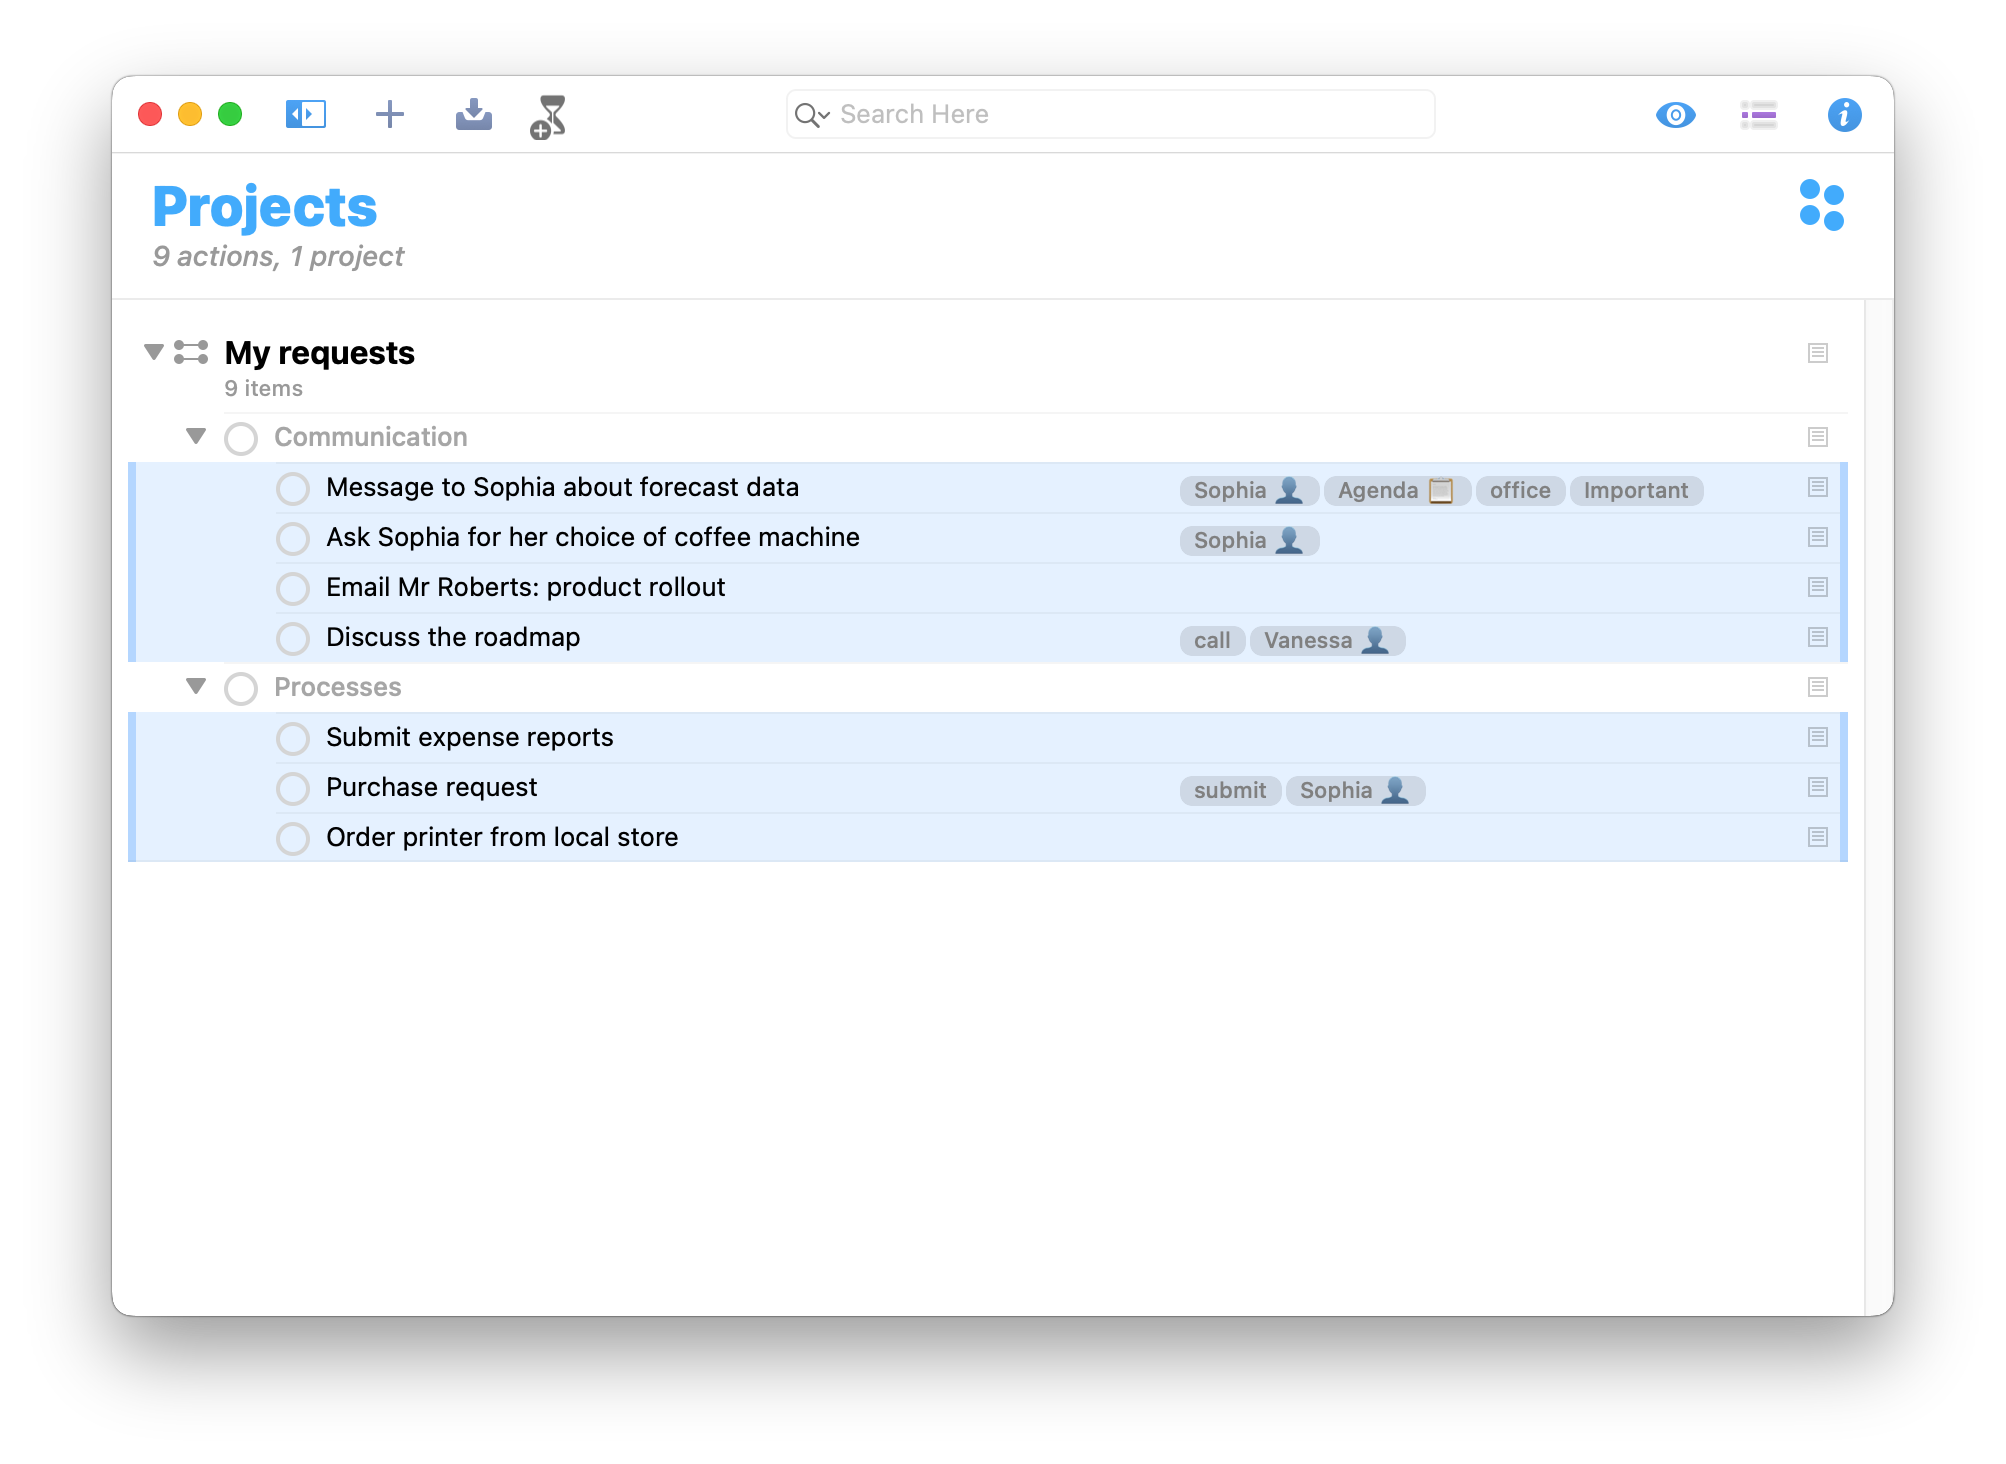 Search Here
Projects
9 actions, 1 project
My requests
9 items
Communication
Message to Sophia about forecast data Sophia 👤 Agenda 📋 office Important
Ask Sophia for her choice of coffee machine Sophia 👤
Email Mr Roberts: product rollout
Discuss the roadmap call Vanessa 👤
Processes
Submit expense reports
Purchase request submit Sophia 👤
Order printer from local store